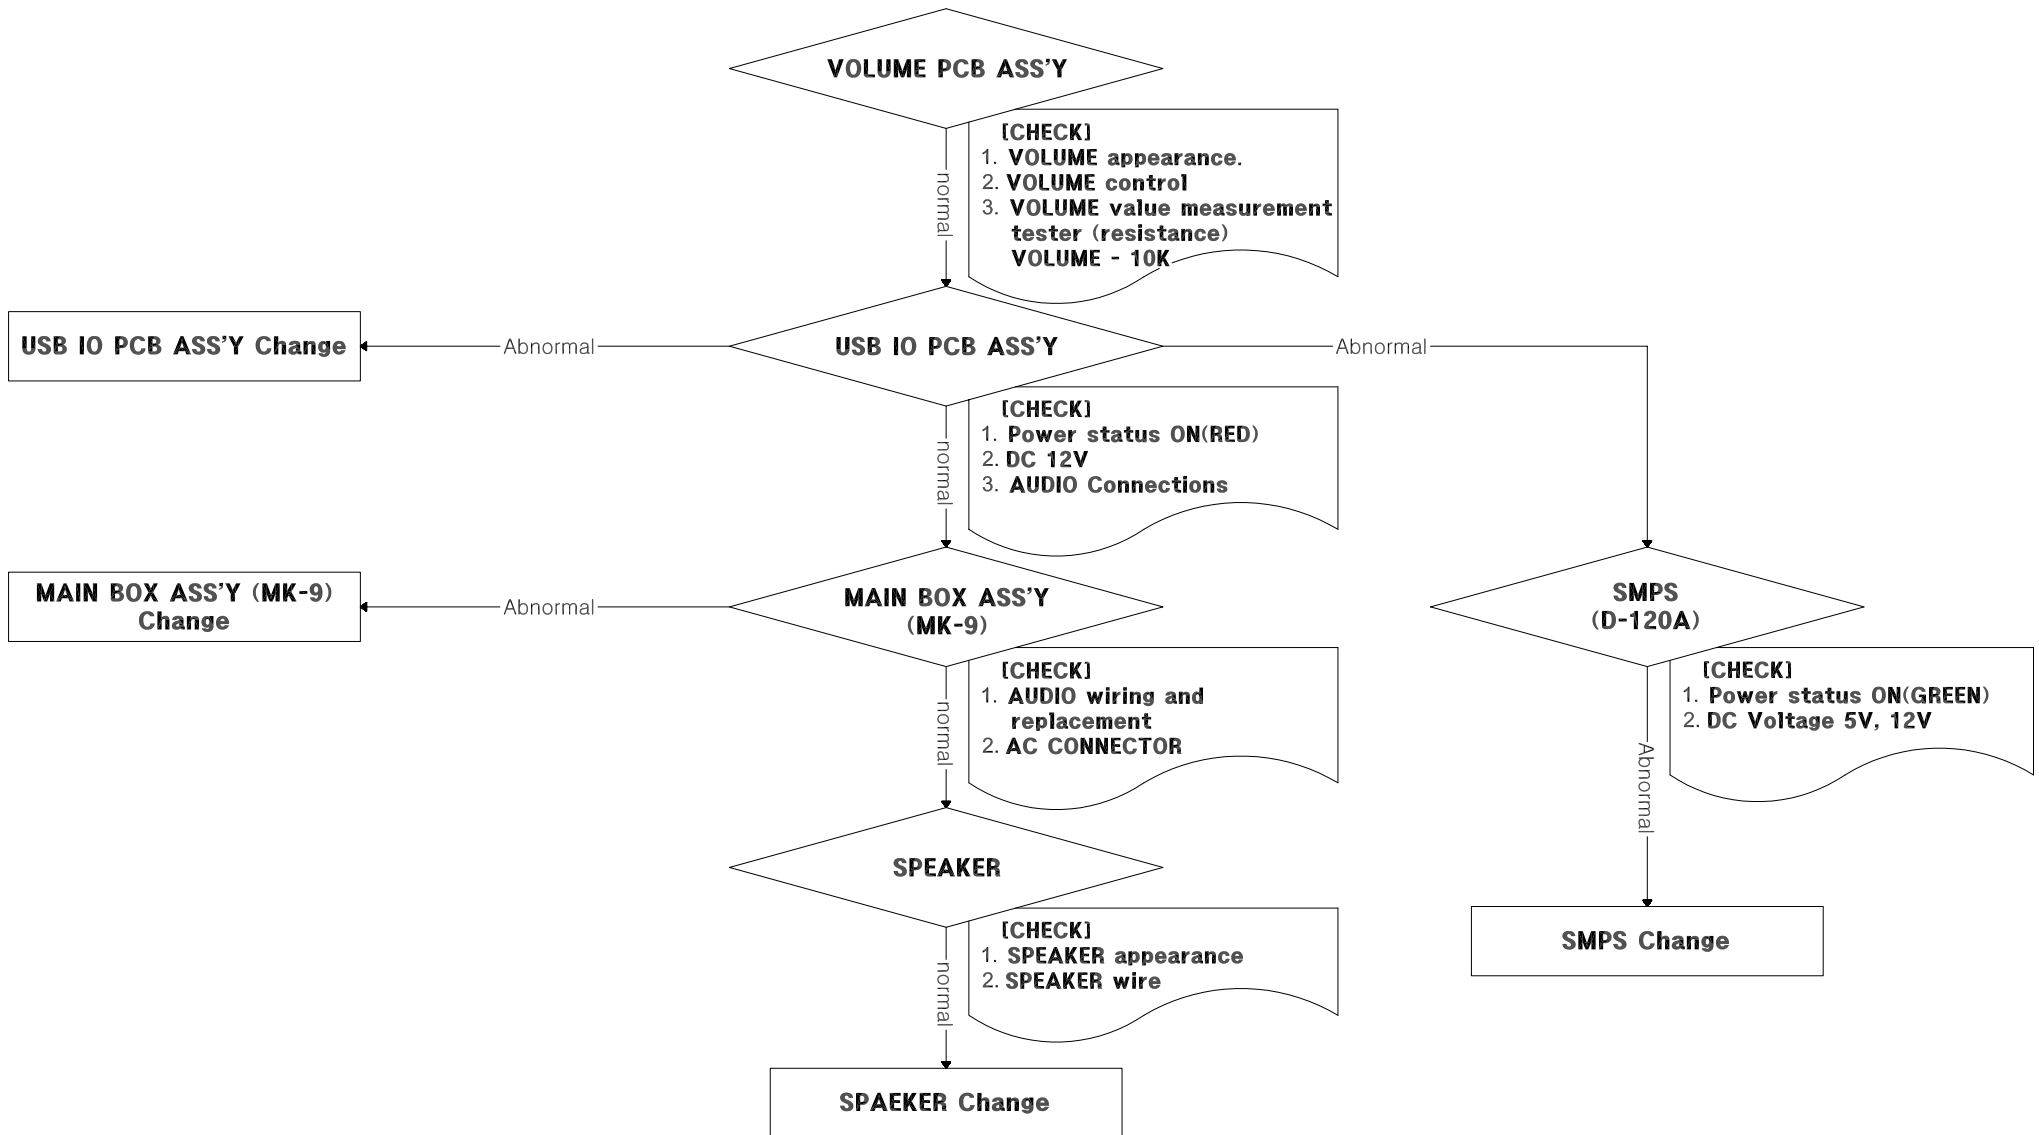 VOLUME PCB ASS'Y
[CHECK]
1. VOLUME appearance.
2. VOLUME control
3. VOLUME value measurement
tester (resistance)
VOLUME - 10K
normal
USB IO PCB ASS'Y Change
Abnormal
USB IO PCB ASS'Y
Abnormal
[CHECK]
1. Power status ON(RED)
2. DC 12V
3. AUDIO Connections
normal
MAIN BOX ASS'Y (MK-9)
Change
Abnormal
MAIN BOX ASS'Y
(MK-9)
SMPS
(D-120A)
[CHECK]
1. AUDIO wiring and
replacement
2. AC CONNECTOR
normal
[CHECK]
1. Power status ON(GREEN)
2. DC Voltage 5V, 12V
Abnormal
SPEAKER
[CHECK]
1. SPEAKER appearance
2. SPEAKER wire
normal
SMPS Change
SPAEKER Change